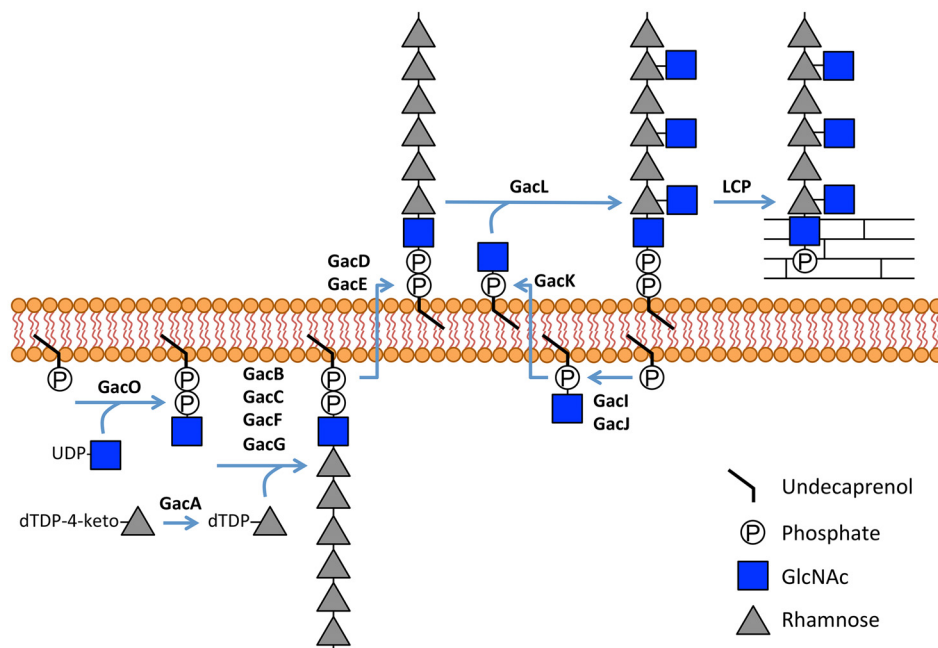 GacL
LCP
GacD
GacE
GacK
P
P
P
P
P
P
P
P
P
P
P
P
P
P
GacO
GacB
GacC
GacF
GacG
GacI
GacJ
UDP-
GacA
dTDP-4-keto
dTDP
Undecaprenol
P
Phosphate
GlcNAc
Rhamnose